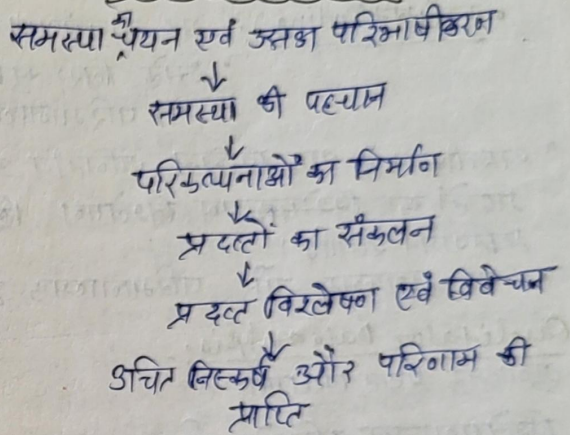 समस्या की चयन एवं उसका परिभाषीकरण
↓
समस्या की पहचान
↓
परिकल्पनाओं का निर्माण
↓
प्रदत्तों का संकलन
↓
प्रदत्त विश्लेषण एवं विवेचन
↓
उचित निष्कर्ष और परिणाम की
प्राप्ति